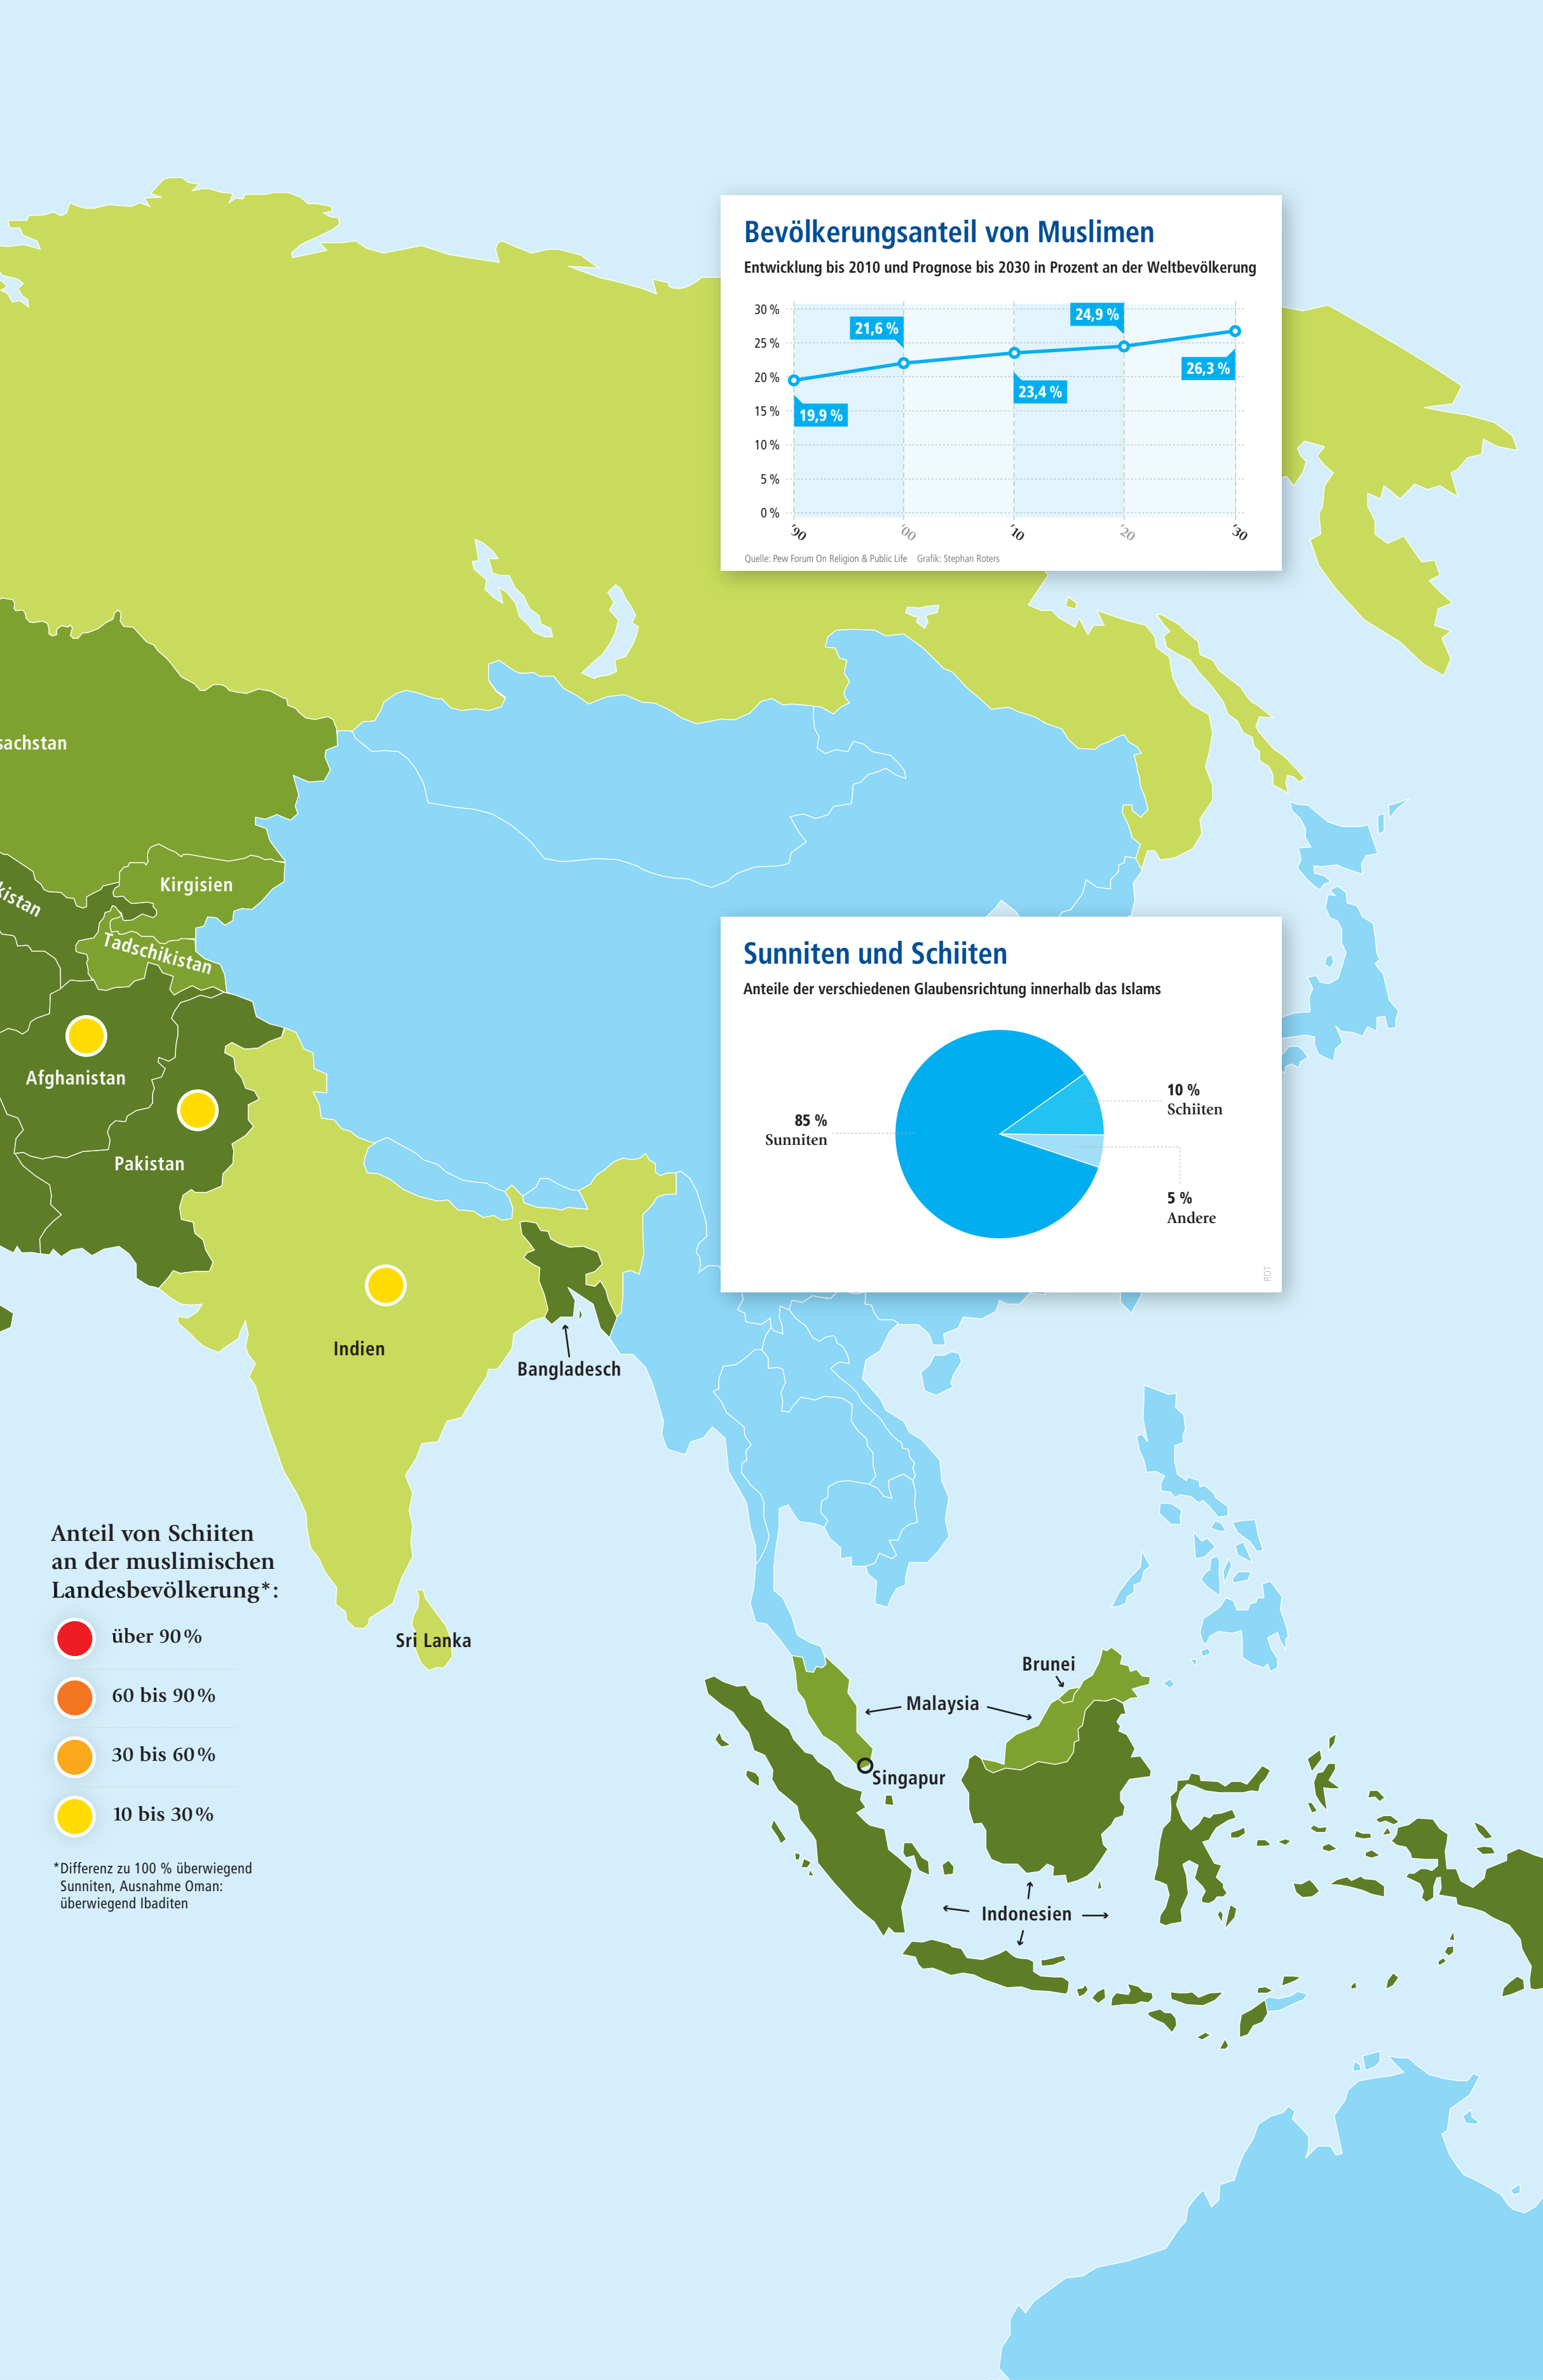 Bevölkerungsanteil von Muslimen
Entwicklung bis 2010 und Prognose bis 2030 in Prozent an der Weltbevölkerung
30 %
25 %
20 %
15 %
10 %
5 %
0 %
19,9 %
21,6 %
23,4 %
24,9 %
26,3 %
'90
'00
'10
'20
'30
Quelle: Pew Forum On Religion & Public Life Grafik: Stephan Roters
sachstan
Kirgisien
kistan
Tadschikistan
Afghanistan
Pakistan
Indien
Bangladesch
Sri Lanka
Sunniten und Schiiten
Anteile der verschiedenen Glaubensrichtung innerhalb das Islams
85 %
Sunniten
10 %
Schiiten
5 %
Andere
ROT
Anteil von Schiiten
an der muslimischen
Landesbevölkerung*:
über 90 %
60 bis 90 %
30 bis 60 %
10 bis 30 %
*Differenz zu 100 % überwiegend
Sunniten, Ausnahme Oman:
überwiegend Ibaditen
Brunei
Malaysia
Singapur
Indonesien